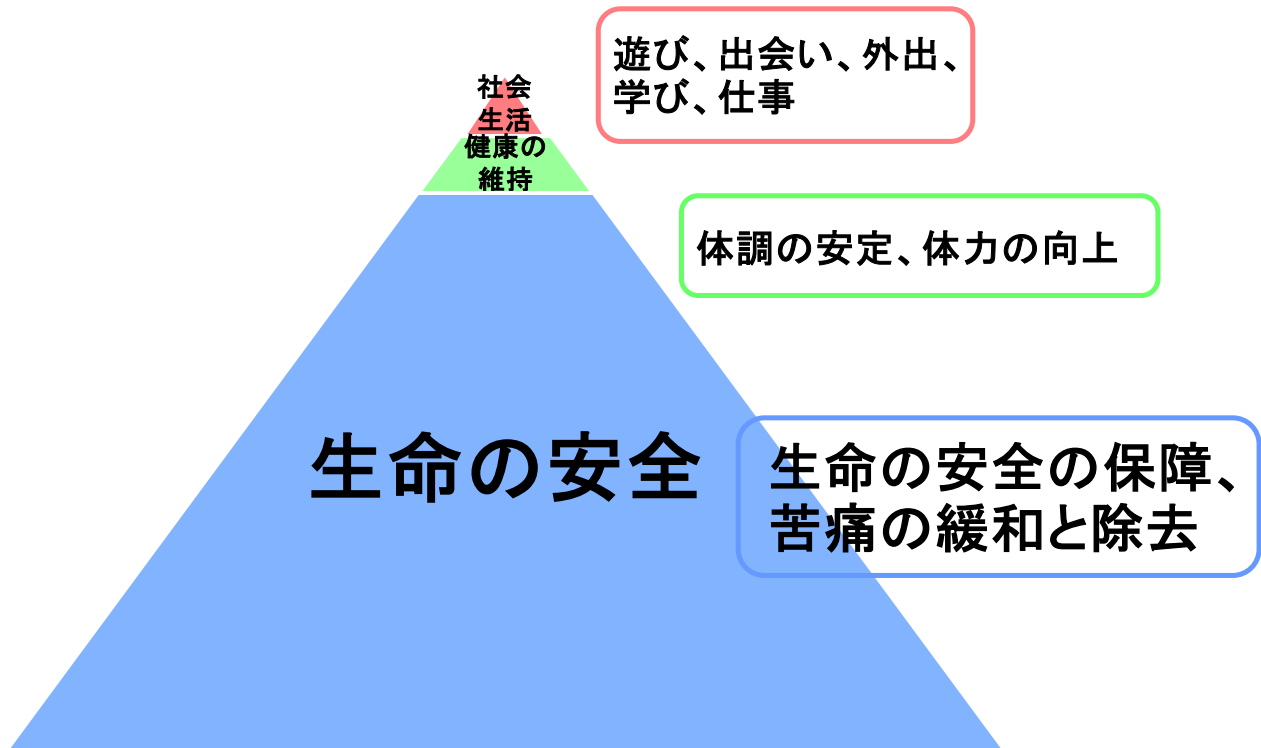 遊び、出会い、外出、
学び、仕事
社会
生活
健康の
維持
体調の安定、体力の向上
生命の安全
生命の安全の保障、
苦痛の緩和と除去